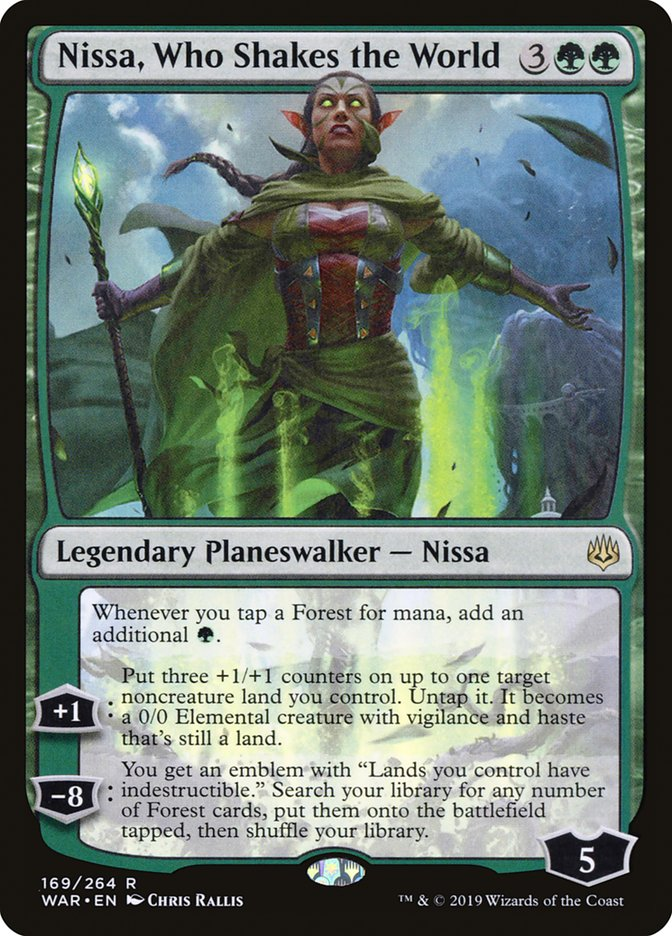 Nissa, Who Shakes the World 3
Legendary Planeswalker — Nissa
Whenever you tap a Forest for mana, add an
additional .
Put three +1/+1 counters on up to one target
noncreature land you control. Untap it. It becomes
+1 : a 0/0 Elemental creature with vigilance and haste
that's still a land.
You get an emblem with “Lands you control have
−8 : indestructible.” Search your library for any number
of Forest cards, put them onto the battlefield
tapped, then shuffle your library.
5
169/264 R
WAR • EN Chris Rallis
™ & © 2019 Wizards of the Coast